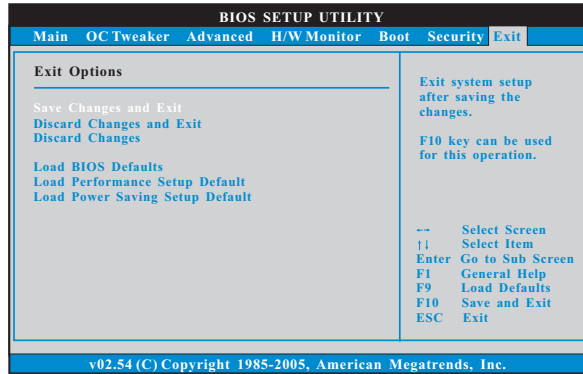 BIOS SETUP UTILITY
Main OC Tweaker Advanced H/W Monitor Boot Security Exit
Exit Options
Save Changes and Exit
Discard Changes and Exit
Discard Changes
Load BIOS Defaults
Load Performance Setup Default
Load Power Saving Setup Default
Exit system setup
after saving the
changes.
F10 key can be used
for this operation.
←→ Select Screen
↑↓ Select Item
Enter Go to Sub Screen
F1 General Help
F9 Load Defaults
F10 Save and Exit
ESC Exit
v02.54 (C) Copyright 1985-2005, American Megatrends, Inc.